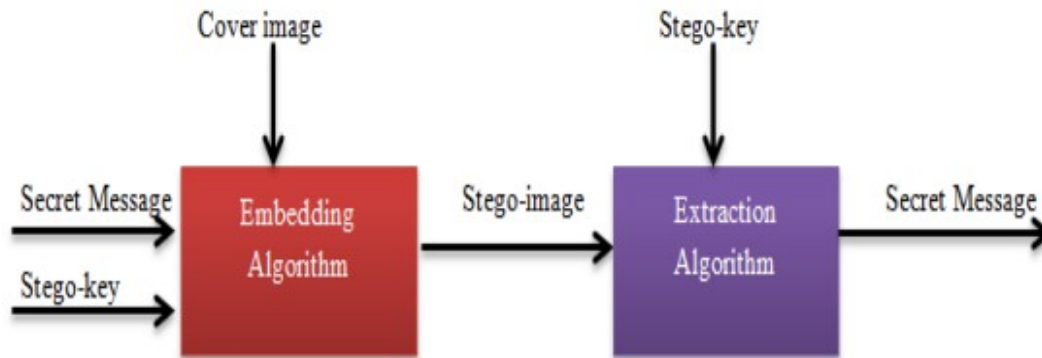 Cover image
Stego-key
Secret Message
Embedding
Algorithm
Stego-image
Extraction
Algorithm
Secret Message
Stego-key